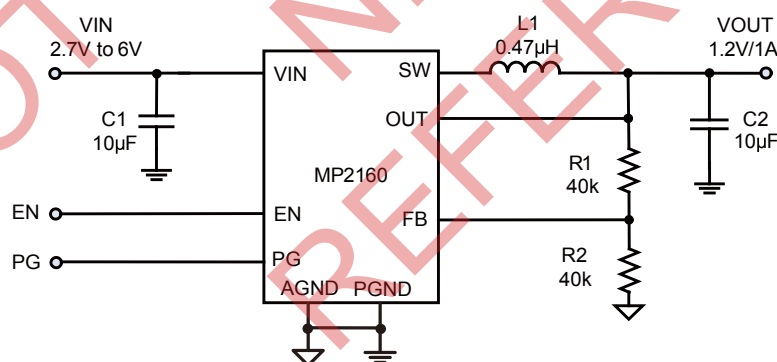 VIN
2.7V to 6V
L1
0.47µH
VOUT
1.2V/1A
VIN
SW
C1
10µF
OUT
C2
10µF
MP2160
R1
40k
EN
EN
FB
PG
PG
R2
40k
AGND PGND